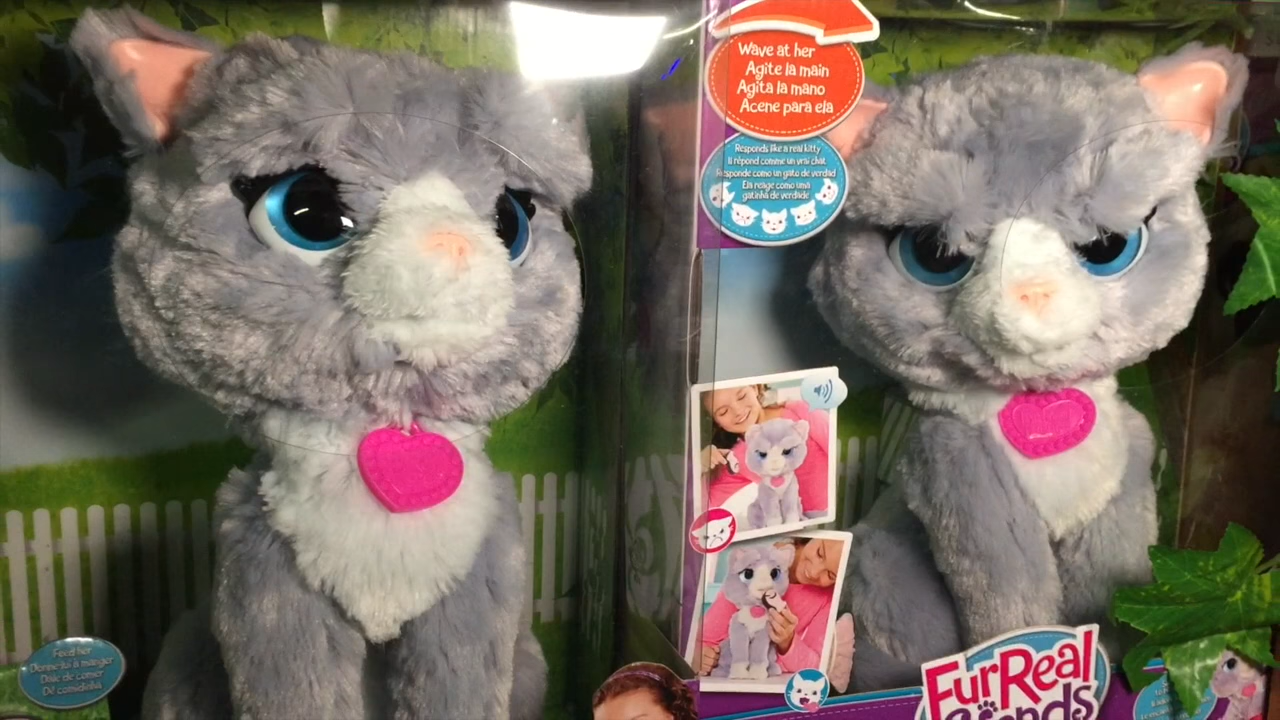 Wave at her
Agite la main
Agita la mano
Acene para ela
Responds like a real kitty
Il répond comme un vrai chat
Responde como un gato de verdad
Ela reage como uma
gatinha de verdade
Feed her
Donne-lui à manger
Dale de comer
Dê comidinha
FurReal